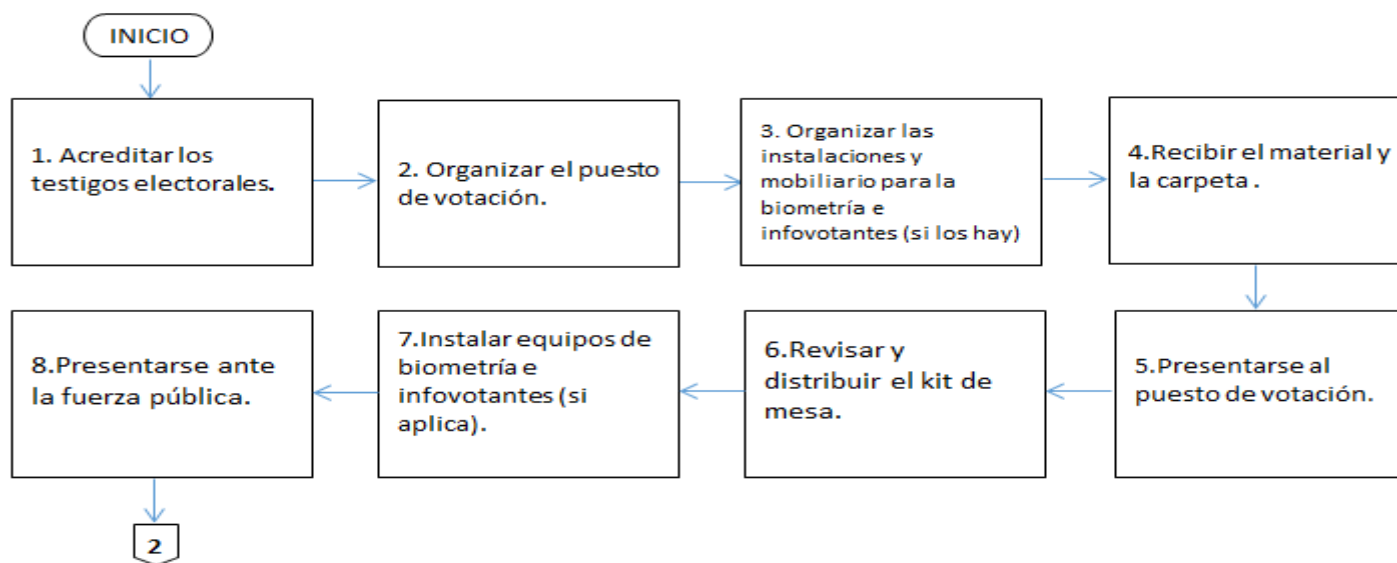 INICIO
1. Acreditar los
testigos electorales.
2. Organizar el puesto
de votación.
3. Organizar las
instalaciones y
mobiliario para la
biometría e
infovotantes (si los hay)
4.Recibir el material y
la carpeta .
5.Presentarse al
puesto de votación.
6.Revisar y
distribuir el kit de
mesa.
7.Instalar equipos de
biometría e
infovotantes (si
aplica).
8.Presentarse ante
la fuerza pública.
2